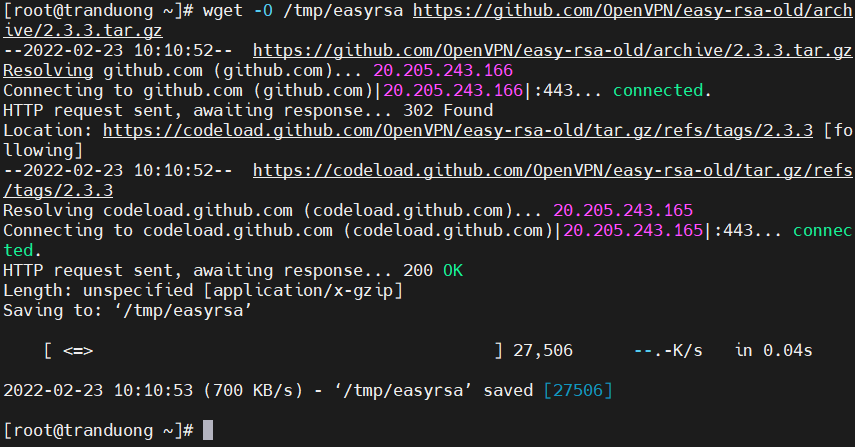 [root@tranduong ~]# wget -O /tmp/easyrsa https://github.com/OpenVPN/easy-rsa-old/arch
ive/2.3.3.tar.gz
--2022-02-23 10:10:52--  https://github.com/OpenVPN/easy-rsa-old/archive/2.3.3.tar.gz
Resolving github.com (github.com)... 20.205.243.166
Connecting to github.com (github.com)|20.205.243.166|:443... connected.
HTTP request sent, awaiting response... 302 Found
Location: https://codeload.github.com/OpenVPN/easy-rsa-old/tar.gz/refs/tags/2.3.3 [fo
llowing]
--2022-02-23 10:10:52--  https://codeload.github.com/OpenVPN/easy-rsa-old/tar.gz/refs
/tags/2.3.3
Resolving codeload.github.com (codeload.github.com)... 20.205.243.165
Connecting to codeload.github.com (codeload.github.com)|20.205.243.165|:443... connec
ted.
HTTP request sent, awaiting response... 200 OK
Length: unspecified [application/x-gzip]
Saving to: ‘/tmp/easyrsa’
    [ <=>                                        ] 27,506      --.-K/s   in 0.04s
2022-02-23 10:10:53 (700 KB/s) - ‘/tmp/easyrsa’ saved [27506]
[root@tranduong ~]#